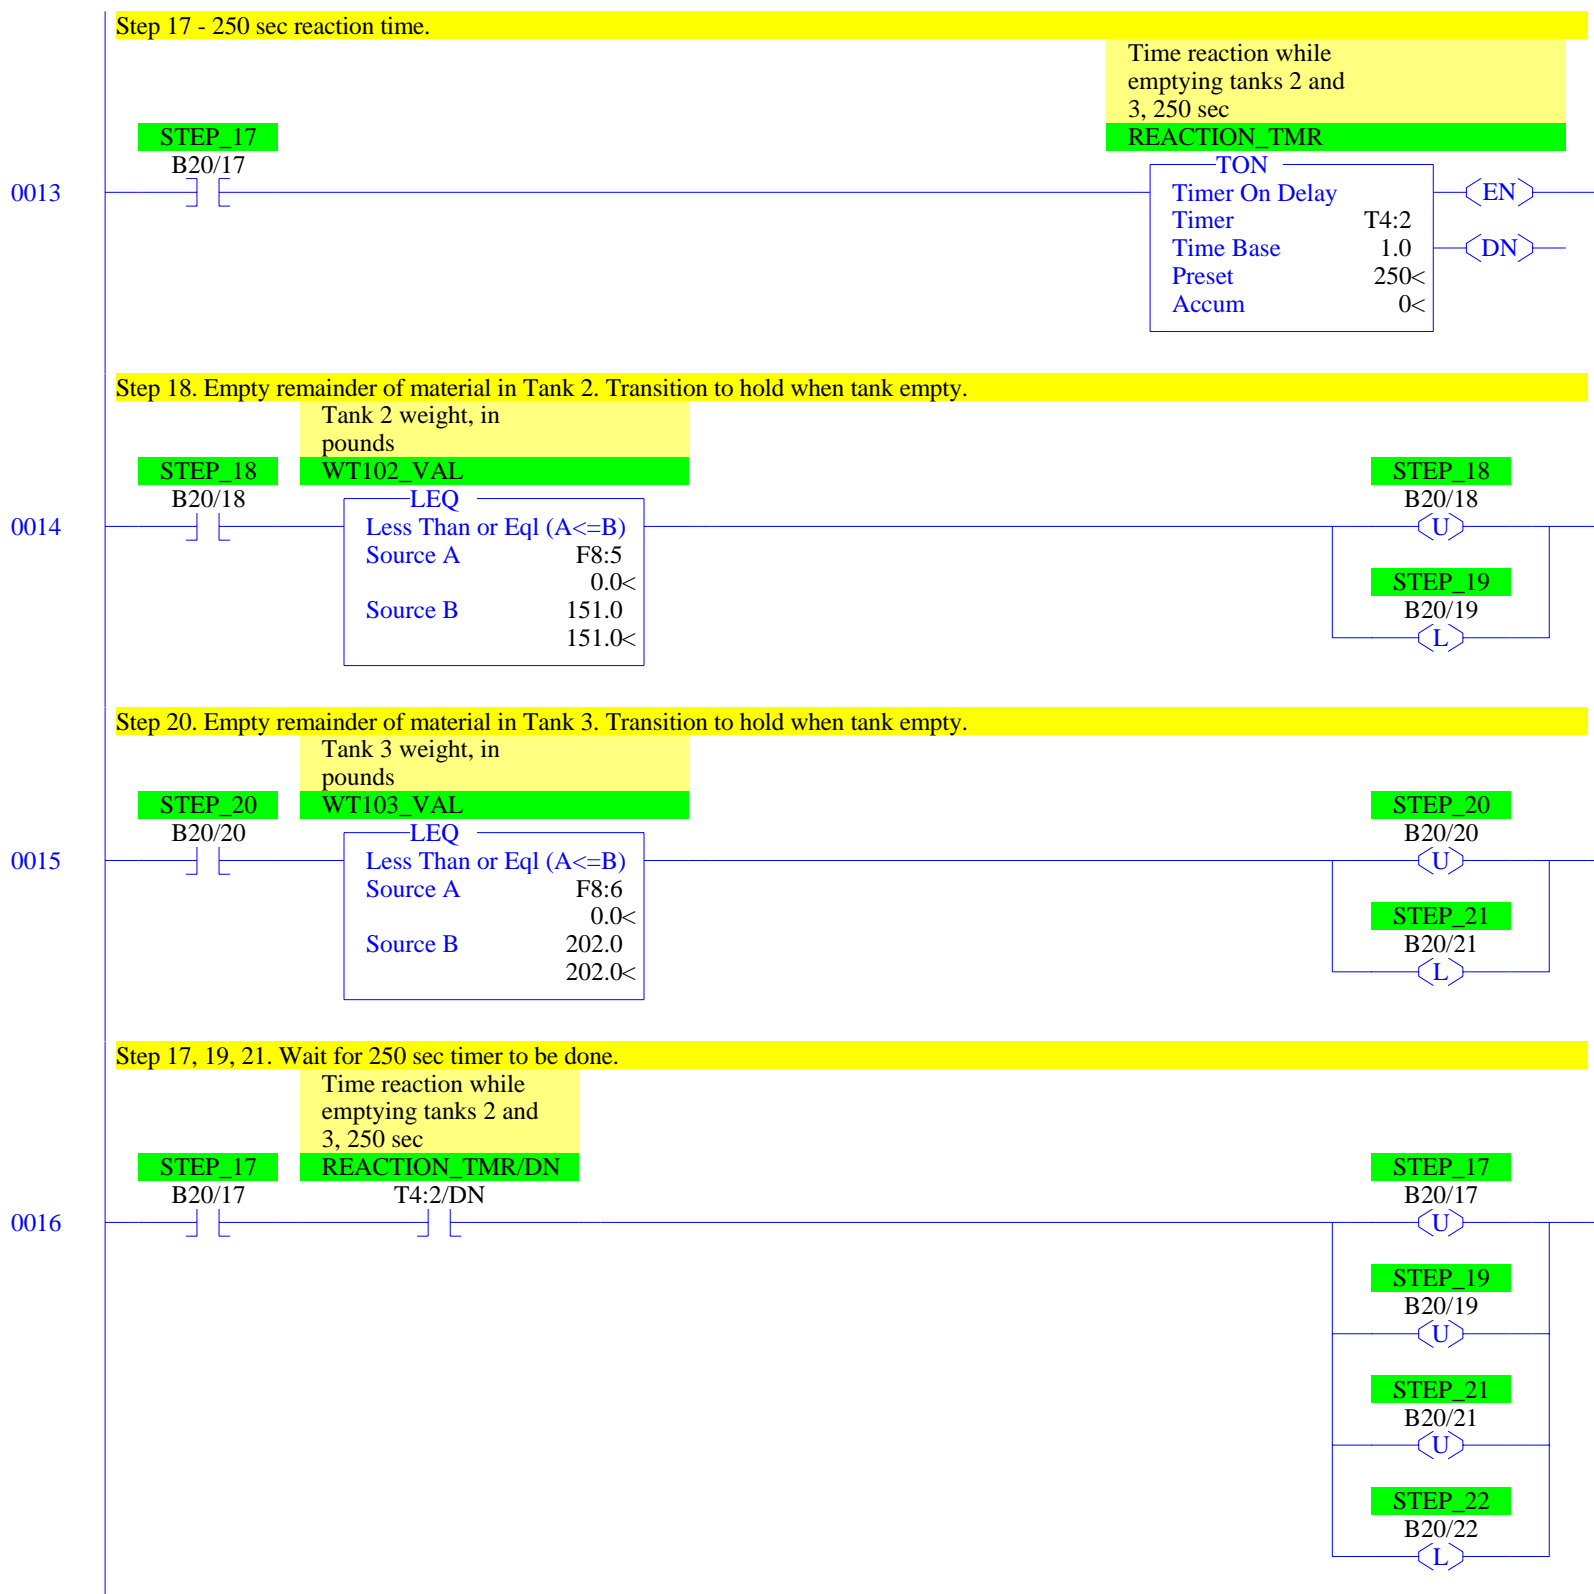 Step 17 - 250 sec reaction time.
Time reaction while
emptying tanks 2 and
3, 250 sec
STEP_17
REACTION_TMR
B20/17
TON
0013
Timer On Delay
EN
Timer T4:2
Time Base 1.0
DN
Preset 250<
Accum 0<
Step 18. Empty remainder of material in Tank 2. Transition to hold when tank empty.
Tank 2 weight, in
pounds
STEP_18 WT102_VAL STEP_18
B20/18 LEQ B20/18
0014 Less Than or Eql (A<=B) U
Source A F8:5
0.0<
STEP_19
Source B 151.0 B20/19
151.0< L
Step 20. Empty remainder of material in Tank 3. Transition to hold when tank empty.
Tank 3 weight, in
pounds
STEP_20 WT103_VAL STEP_20
B20/20 LEQ B20/20
0015 Less Than or Eql (A<=B) U
Source A F8:6
0.0<
STEP_21
Source B 202.0 B20/21
202.0< L
Step 17, 19, 21. Wait for 250 sec timer to be done.
Time reaction while
emptying tanks 2 and
3, 250 sec
STEP_17 REACTION_TMR/DN STEP_17
B20/17 T4:2/DN B20/17
0016 U
STEP_19
B20/19
U
STEP_21
B20/21
U
STEP_22
B20/22
L